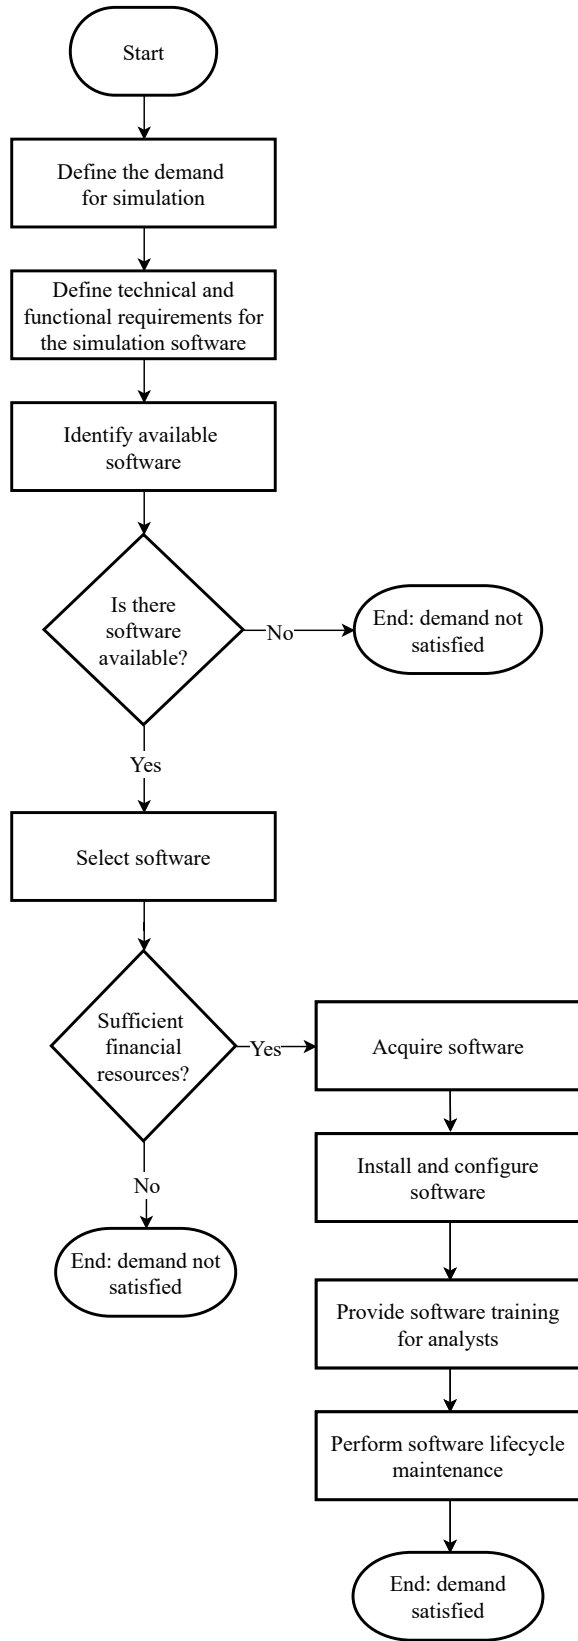 Start
Define the demand
for simulation
Define technical and
functional requirements for
the simulation software
Identify available
software
Is there
software
available?
No
End: demand not
satisfied
Yes
Select software
Sufficient
financial
resources?
Yes
Acquire software
Install and configure
software
No
End: demand not
satisfied
Provide software training
for analysts
Perform software lifecycle
maintenance
End: demand
satisfied